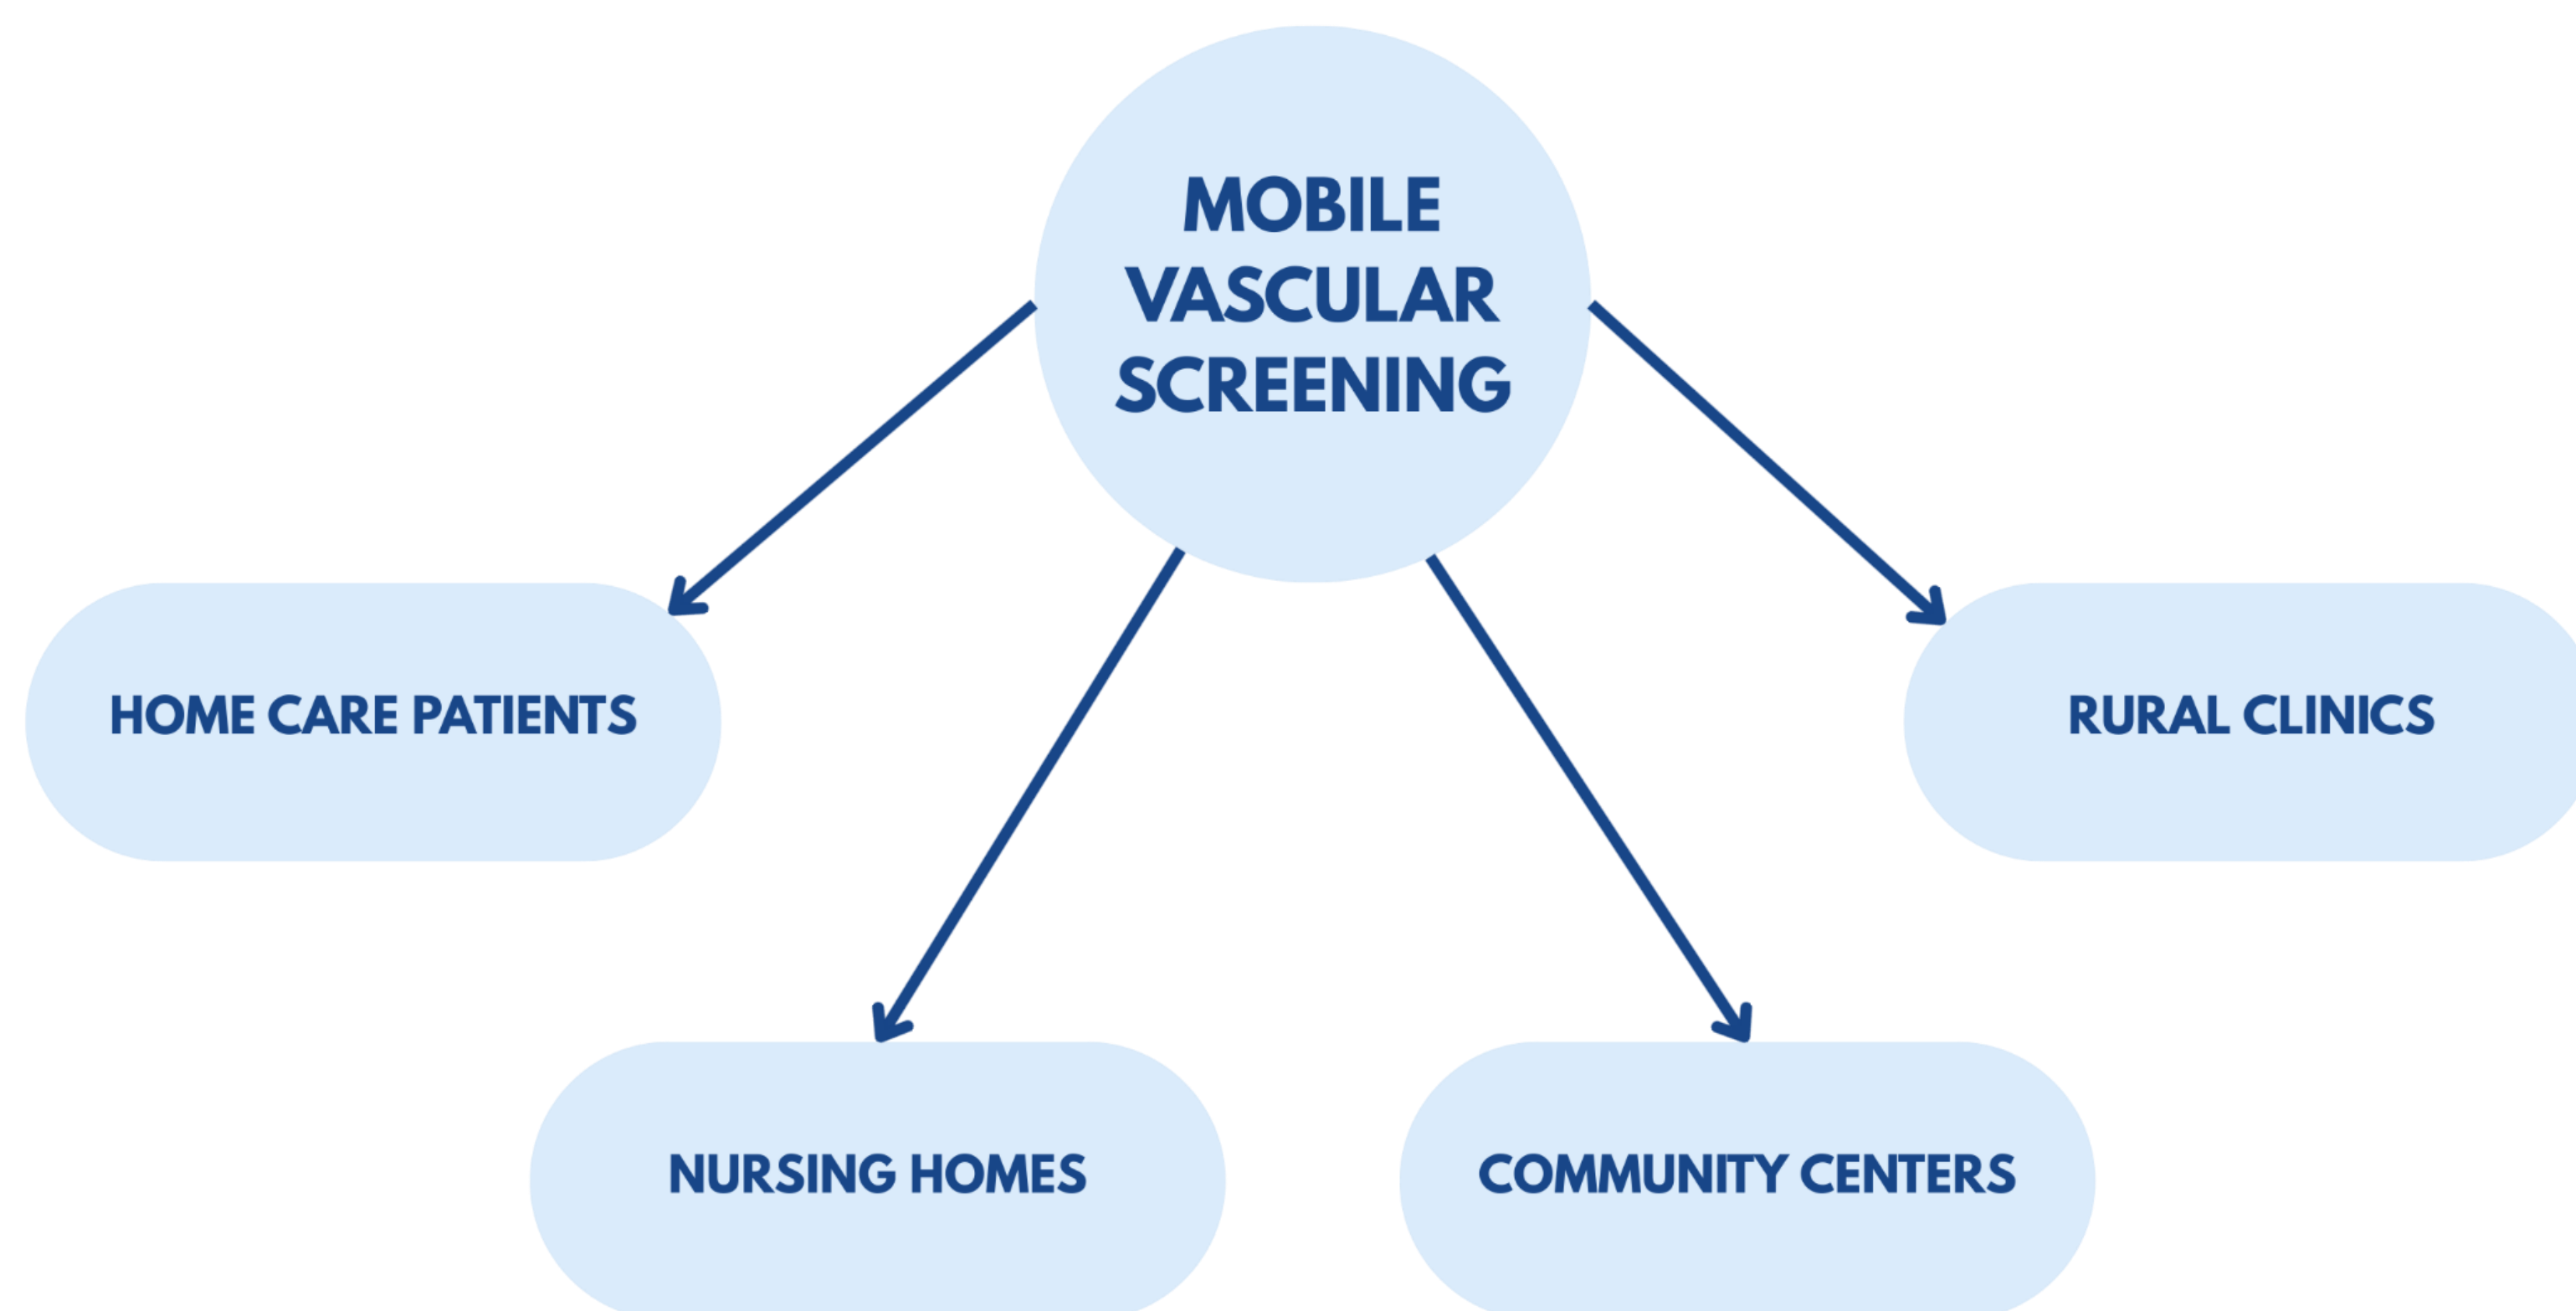 MOBILE
VASCULAR
SCREENING
HOME CARE PATIENTS
RURAL CLINICS
NURSING HOMES
COMMUNITY CENTERS